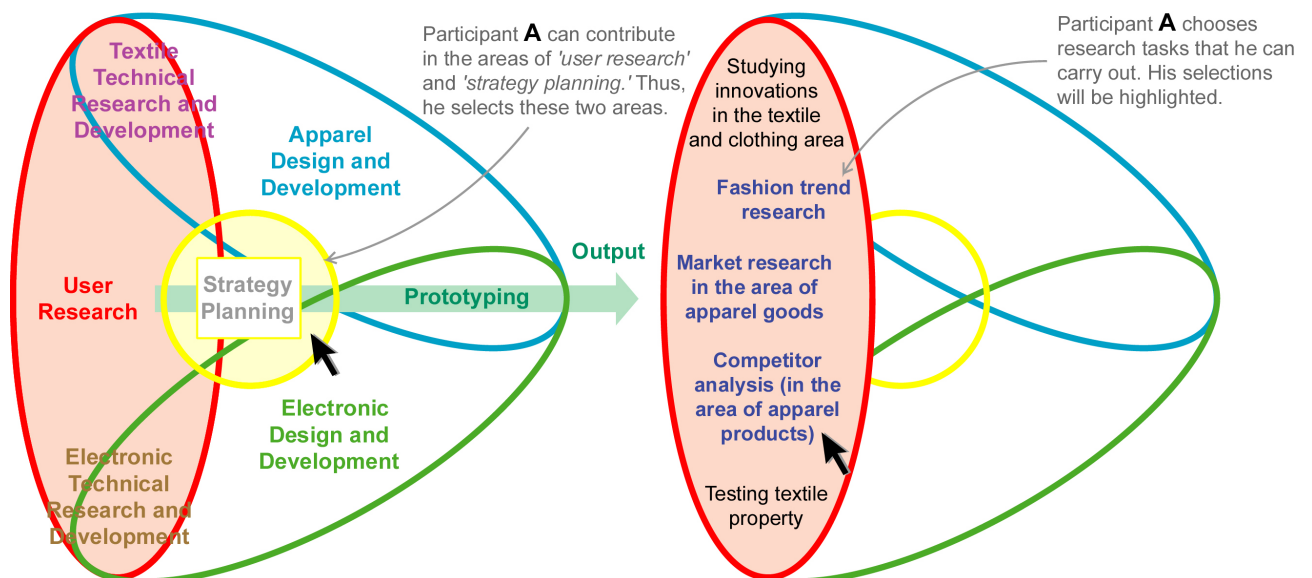 Textile
Technical
Research and
Development
Participant A can contribute
in the areas of 'user research'
and 'strategy planning.' Thus,
he selects these two areas.
Apparel
Design and
Development
User
Research
Strategy
Planning
Prototyping
Output
Electronic
Design and
Development
Electronic
Technical
Research and
Development
Participant A chooses
research tasks that he can
carry out. His selections
will be highlighted.
Studying
innovations
in the textile
and clothing area
Fashion trend
research
Market research
in the area of
apparel goods
Competitor
analysis (in the
area of apparel
products)
Testing textile
property